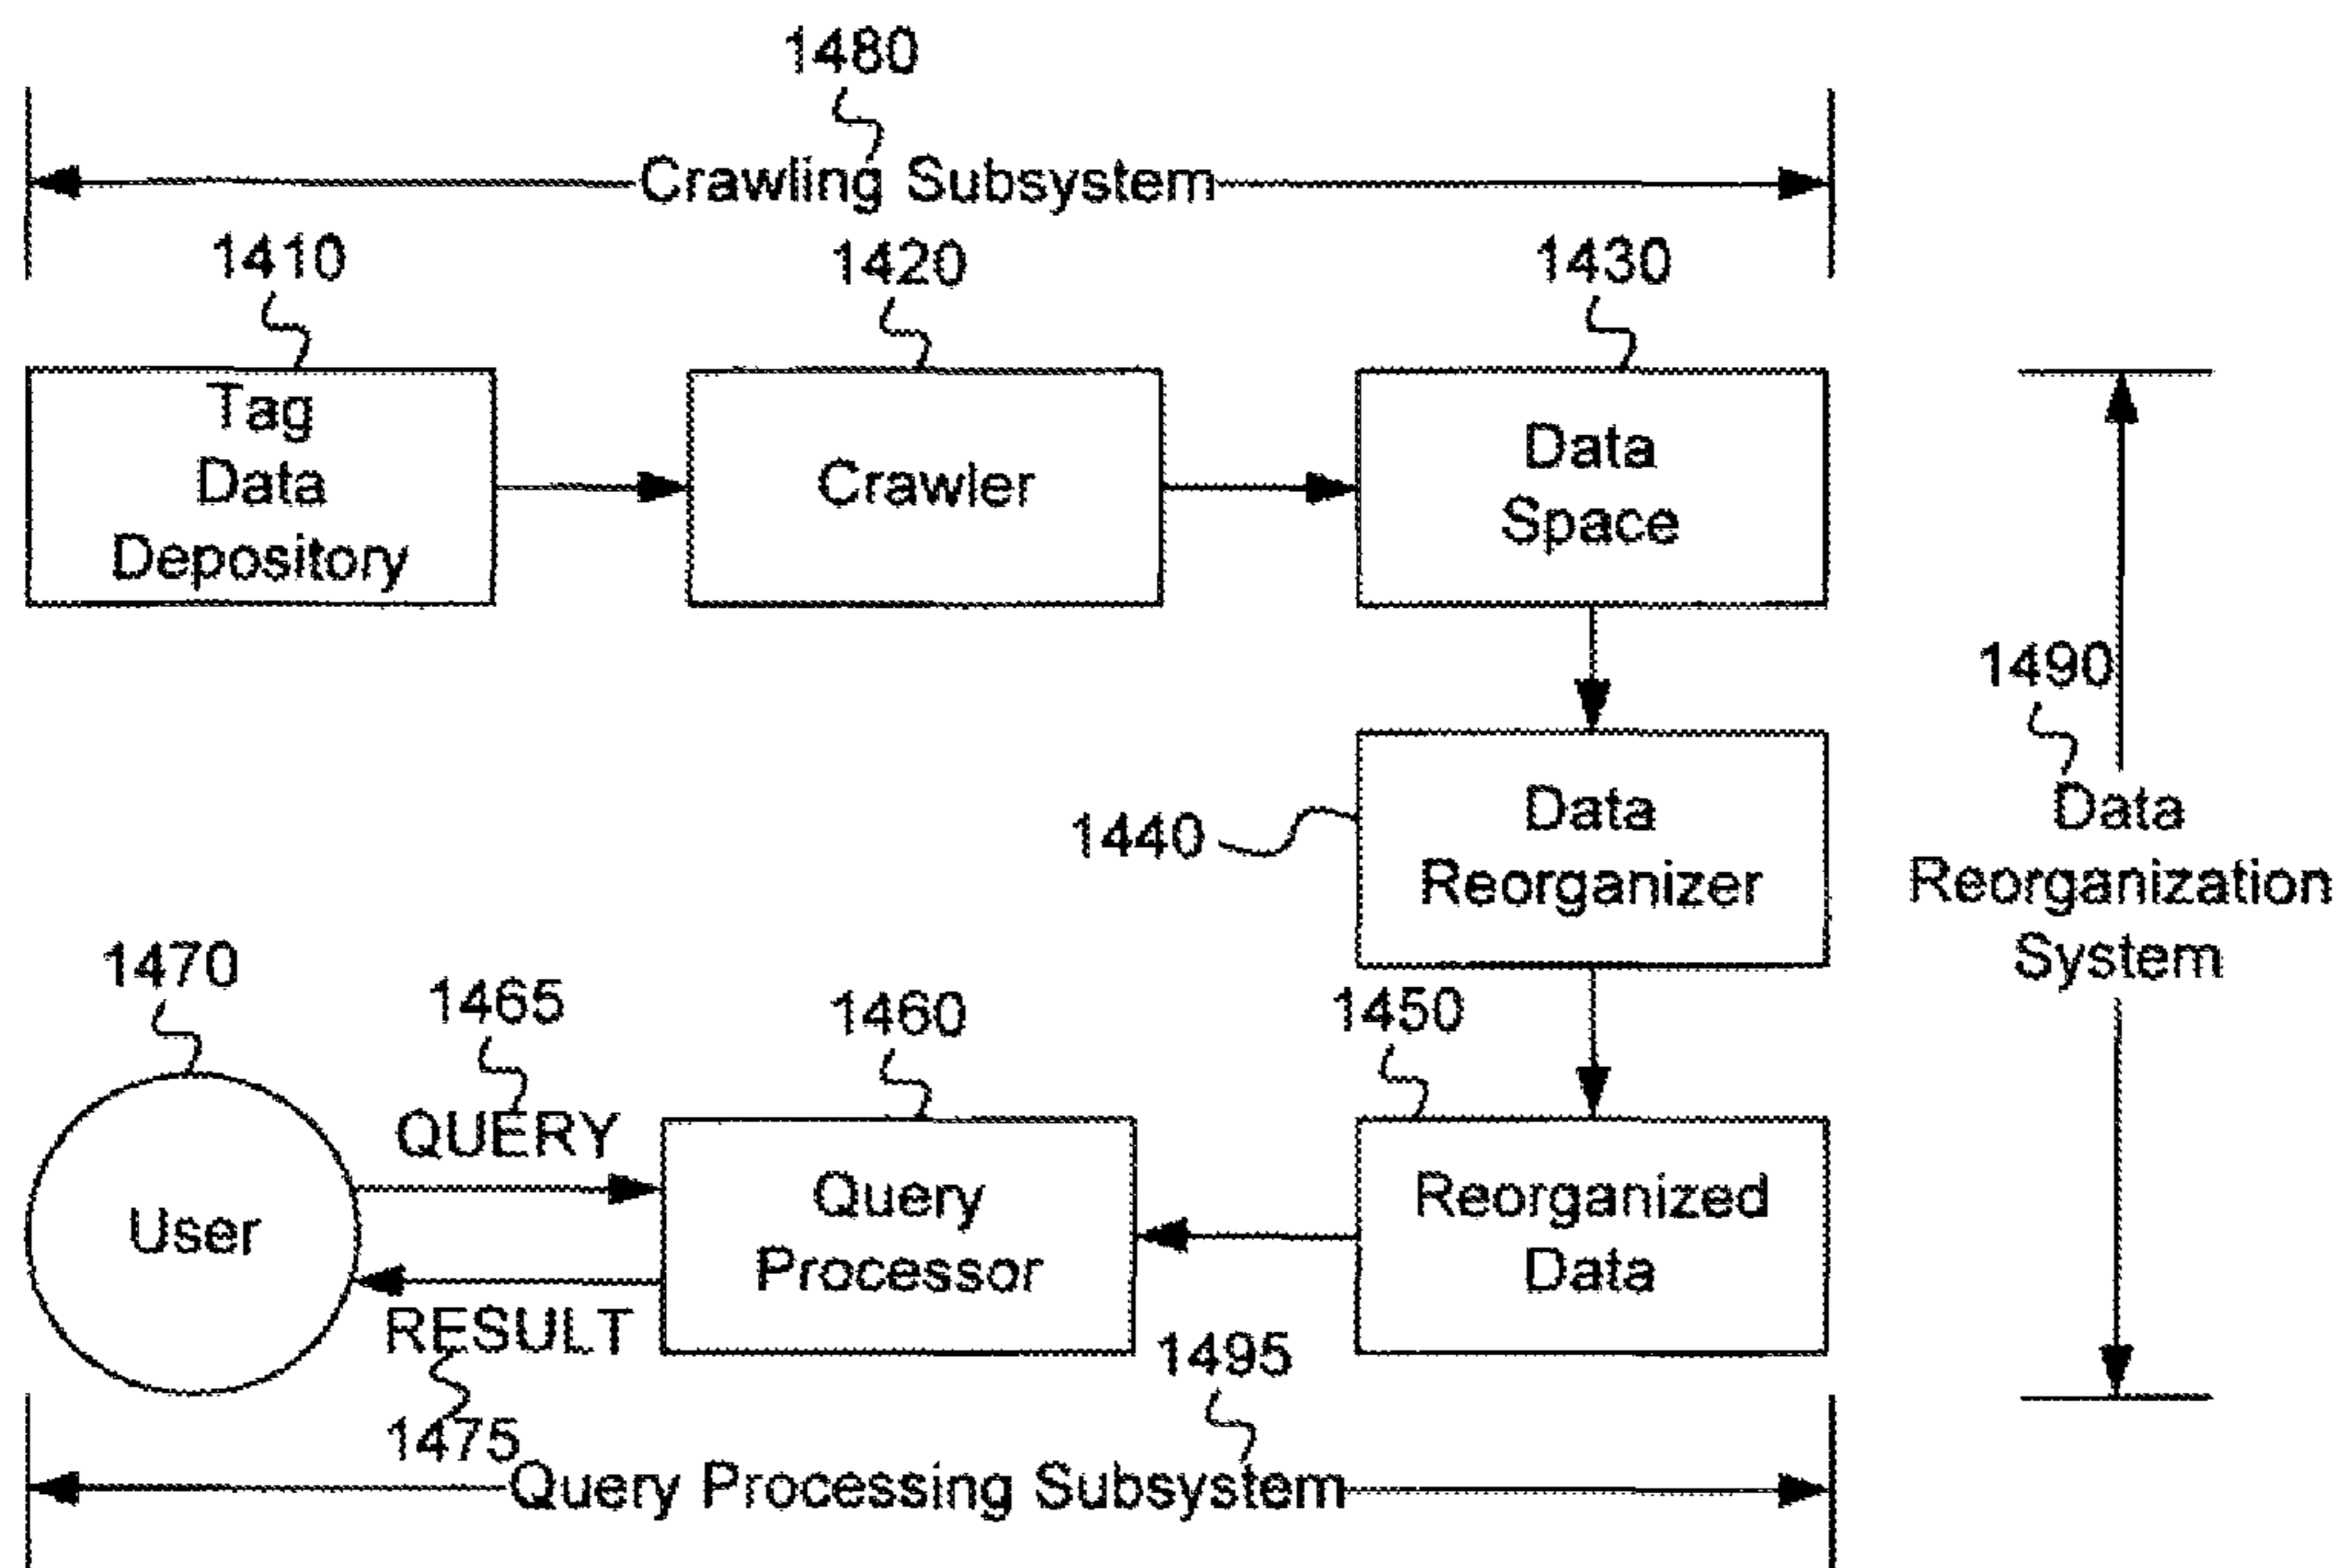 1480
Crawling Subsystem
1410
1420
1430
Tag
Data
Depository
Crawler
Data
Space
1490
1440
Data
Reorganizer
Data
Reorganization
System
1470
1465
1460
1450
QUERY
User
Query
Processor
Reorganized
Data
RESULT
1495
1475
Query Processing Subsystem